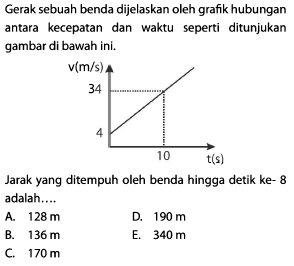 Gerak sebuah benda dijelaskan oleh grafik hubungan
antara kecepatan dan waktu seperti ditunjukan
gambar di bawah ini.
v(m/s)
34
4
10
t(s)
Jarak yang ditempuh oleh benda hingga detik ke- 8
adalah....
A. 128 m D. 190 m
B. 136 m E. 340 m
C. 170 m